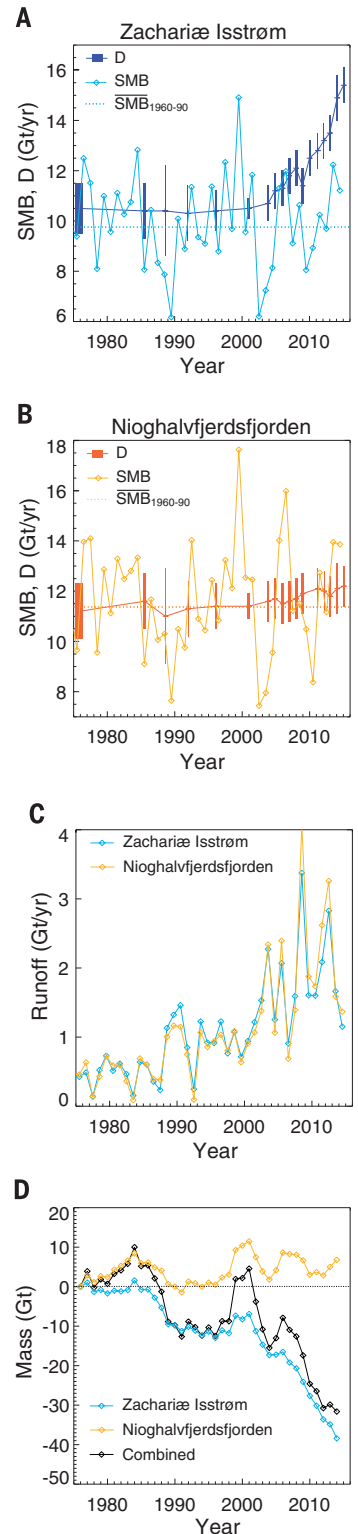 A
Zachariæ Isstrøm
16
14
12
10
8
6
SMB, D (Gt/yr)
D
SMB
SMB1960-90
1980 1990 2000 2010
Year
B
Nioghalvfjerdsfjorden
18
16
14
12
10
8
SMB, D (Gt/yr)
D
SMB
SMB1960-90
1980 1990 2000 2010
Year
C
4
3
2
1
0
Runoff (Gt/yr)
Zachariæ Isstrøm
Nioghalvfjerdsfjorden
1980 1990 2000 2010
Year
D
20
10
0
-10
-20
-30
-40
-50
Mass (Gt)
Zachariæ Isstrøm
Nioghalvfjerdsfjorden
Combined
1980 1990 2000 2010
Year